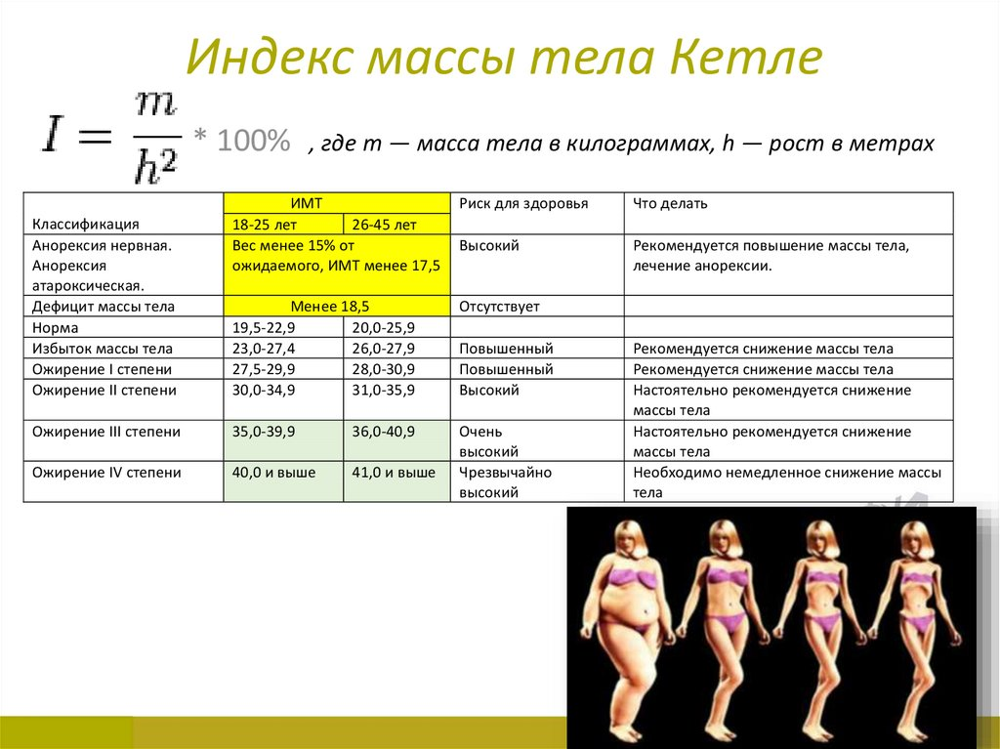 Индекс массы тела Кетле
I = m / h² * 100% , где m — масса тела в килограммах, h — рост в метрах
ИМТ Риск для здоровья Что делать
Классификация 18-25 лет 26-45 лет
Анорексия нервная. Вес менее 15% от Высокий Рекомендуется повышение массы тела,
Анорексия ожидаемого, ИМТ менее 17,5 лечение анорексии.
атароксическая.
Дефицит массы тела Менее 18,5 Отсутствует
Норма 19,5-22,9 20,0-25,9
Избыток массы тела 23,0-27,4 26,0-27,9 Повышенный Рекомендуется снижение массы тела
Ожирение I степени 27,5-29,9 28,0-30,9 Повышенный Рекомендуется снижение массы тела
Ожирение II степени 30,0-34,9 31,0-35,9 Высокий Настоятельно рекомендуется снижение
массы тела
Ожирение III степени 35,0-39,9 36,0-40,9 Очень Настоятельно рекомендуется снижение
высокий массы тела
Ожирение IV степени 40,0 и выше 41,0 и выше Чрезвычайно Необходимо немедленное снижение массы
высокий тела